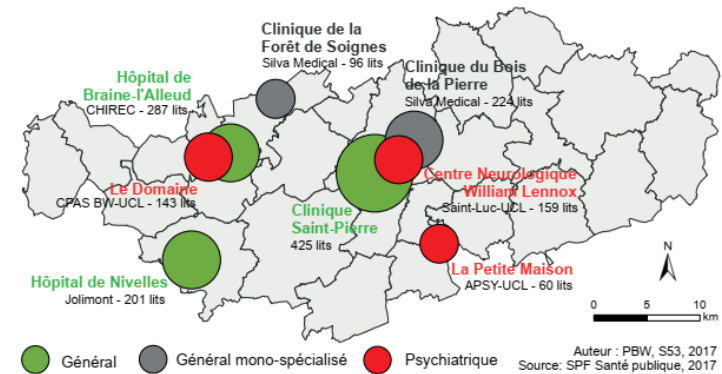 Clinique de la
Forêt de Soignes
Silva Medical - 96 lits
Hôpital de
Braine-l'Alleud
CHIREC - 287 lits
Clinique du Bois
de la Pierre
Silva Medical - 224 lits
Le Domaine
CPAS BW-UCL - 143 lits
Centre Neurologique
William Lennox
Saint-Luc-UCL - 159 lits
Clinique
Saint-Pierre
425 lits
Hôpital de Nivelles
Jolimont - 201 lits
La Petite Maison
APSY-UCL - 60 lits
N
0 5 10
km
Général
Général mono-spécialisé
Psychiatrique
Auteur : PBW, S53, 2017
Source: SPF Santé publique, 2017